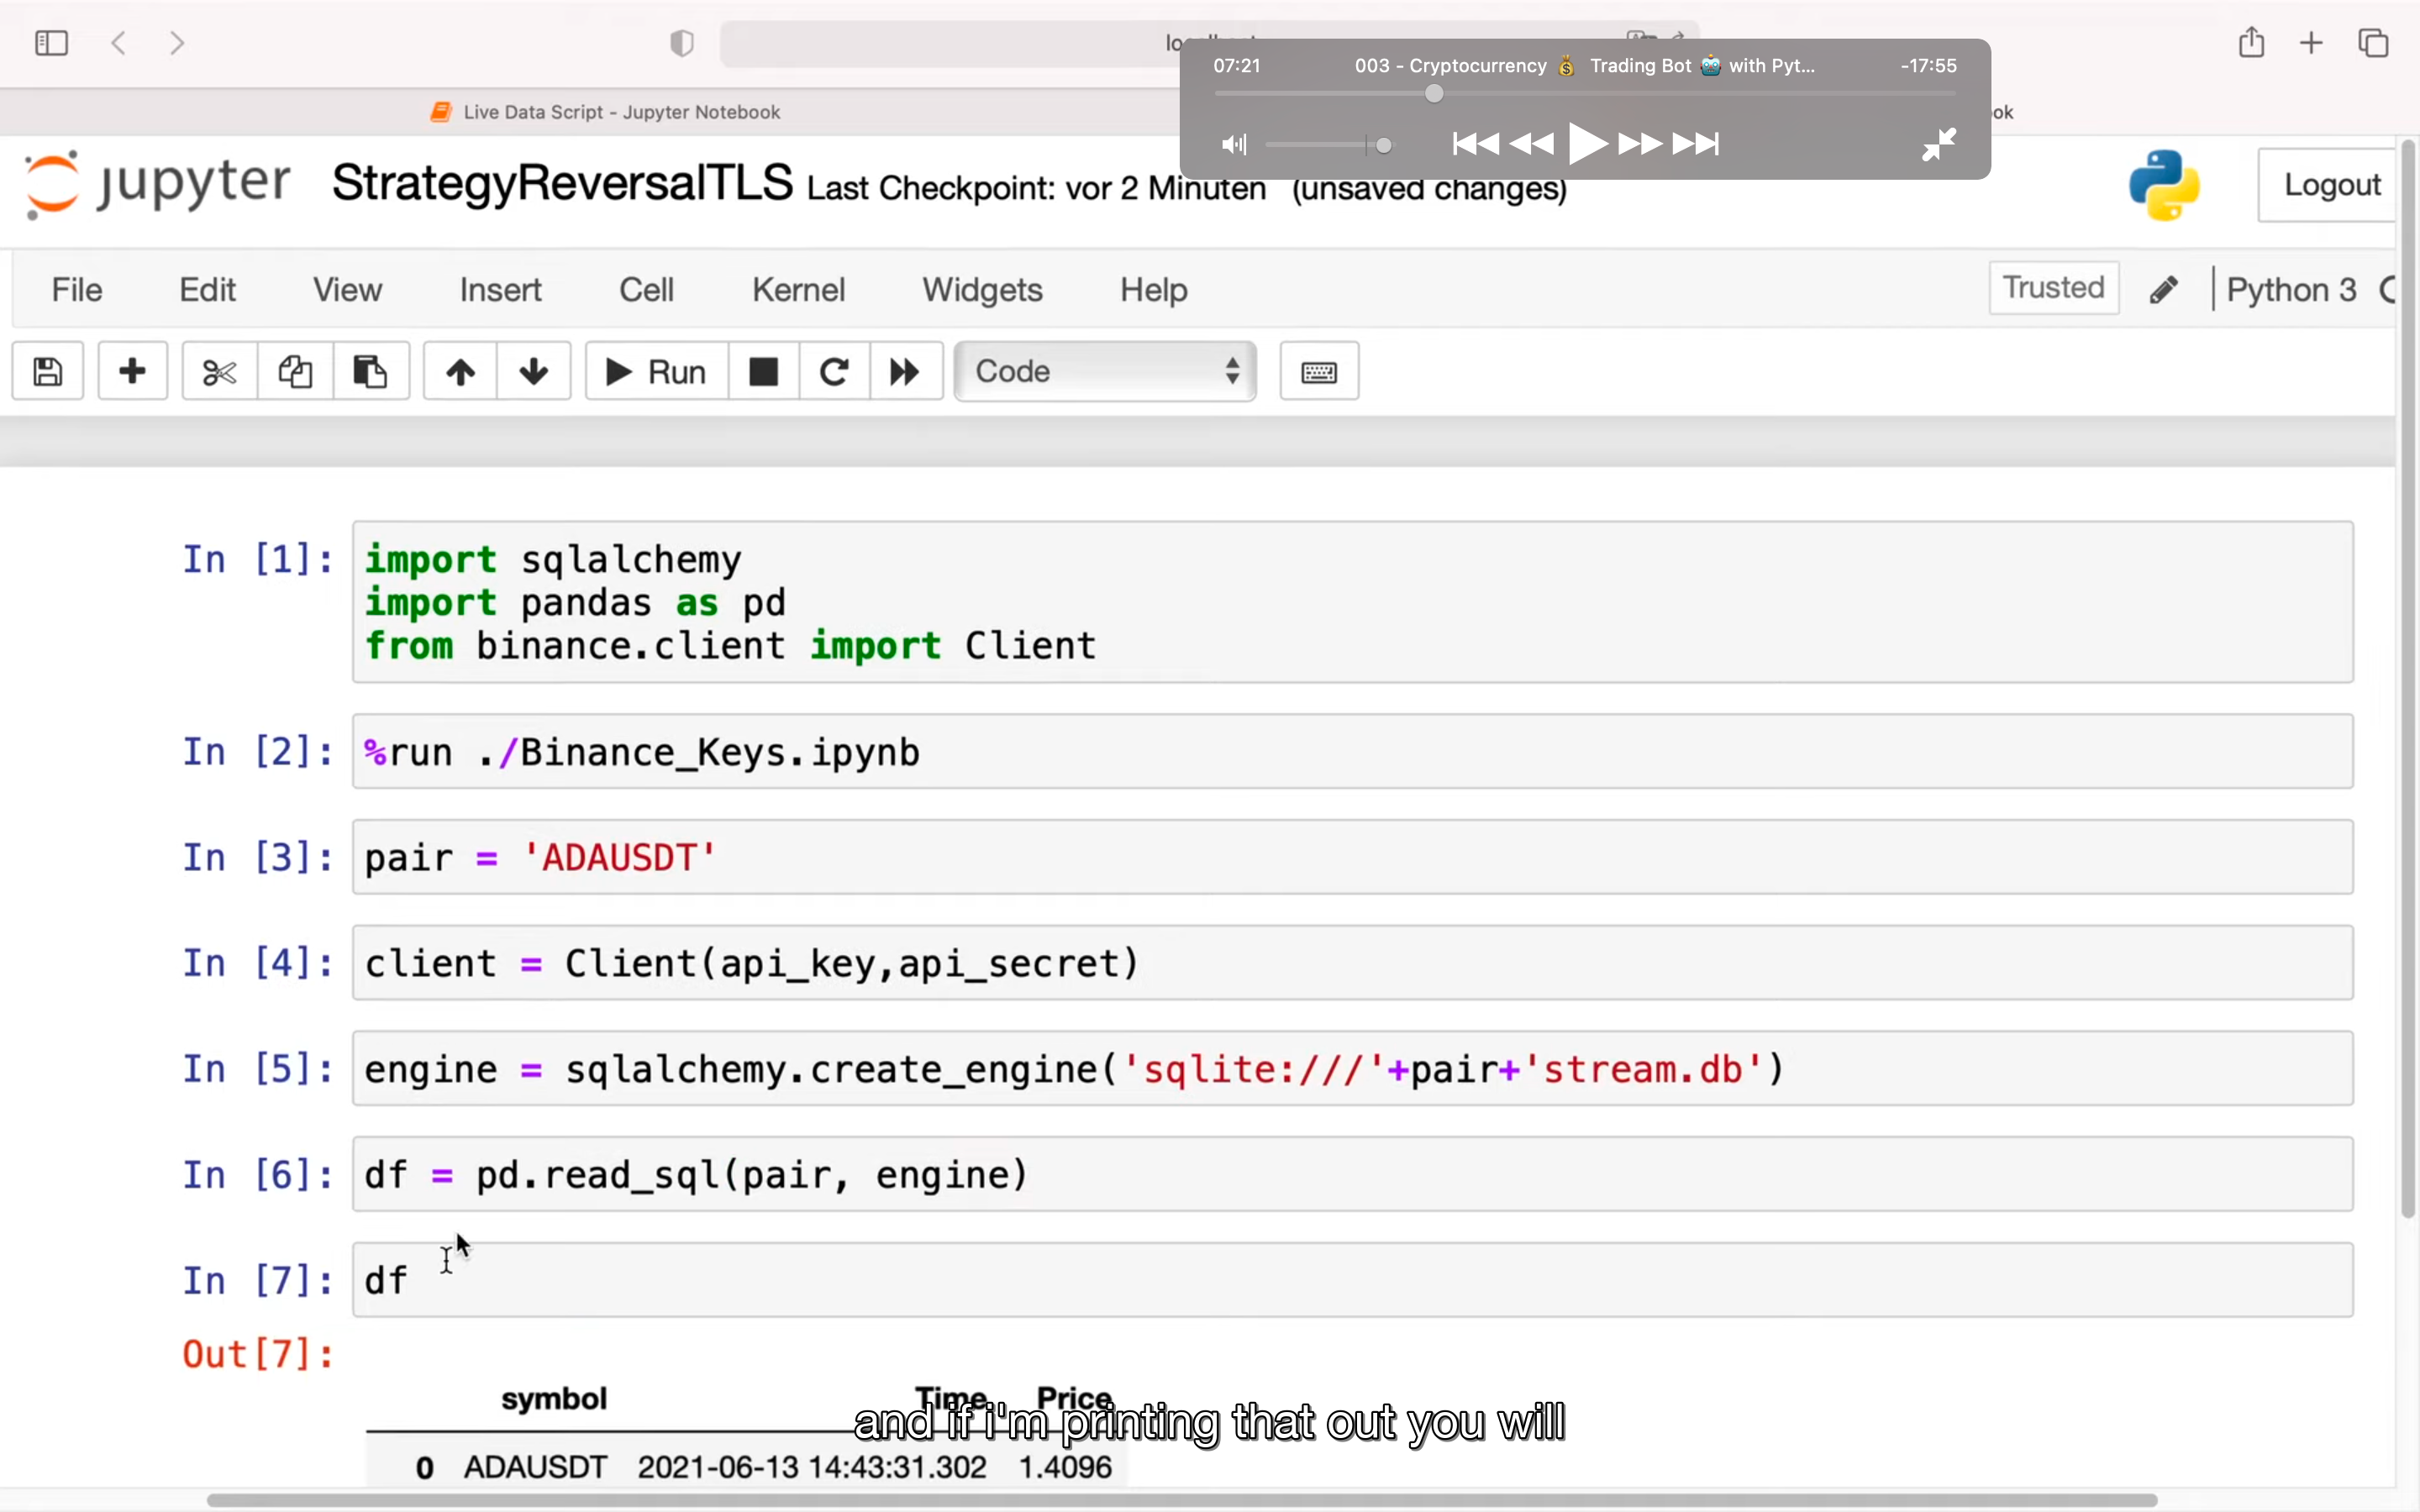 07:21 003 - Cryptocurrency 💰 Trading Bot 🤖 with Pyt... -17:55
Live Data Script - Jupyter Notebook
ok
jupyter StrategyReversalTLS Last Checkpoint: vor 2 Minuten (unsaved changes)
Logout
File Edit View Insert Cell Kernel Widgets Help Trusted Python 3
Run Code
In [1]: import sqlalchemy
import pandas as pd
from binance.client import Client
In [2]: %run ./Binance_Keys.ipynb
In [3]: pair = 'ADAUSDT'
In [4]: client = Client(api_key,api_secret)
In [5]: engine = sqlalchemy.create_engine('sqlite:///'+pair+'stream.db')
In [6]: df = pd.read_sql(pair, engine)
In [7]: df
Out[7]:
symbol Time Price
and if i'm printing that out you will
0 ADAUSDT 2021-06-13 14:43:31.302 1.4096